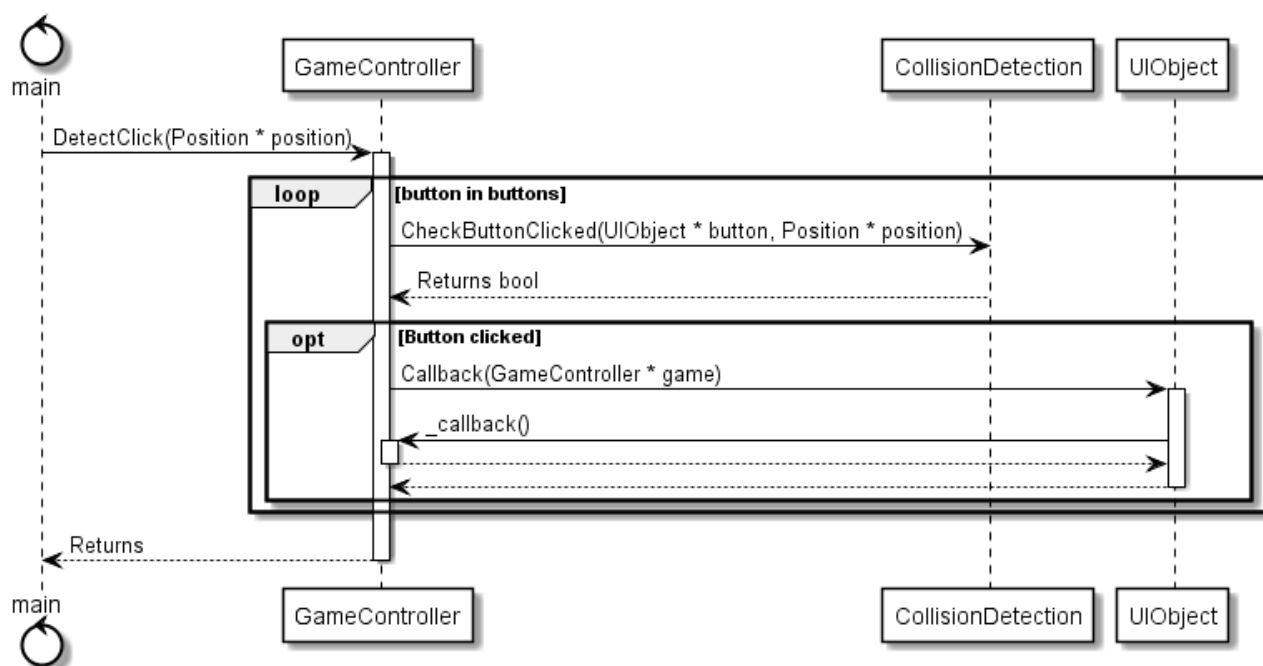 main
GameController
CollisionDetection
UIObject
DetectClick(Position * position)
loop
[button in buttons]
CheckButtonClicked(UIObject * button, Position * position)
Returns bool
opt
[Button clicked]
Callback(GameController * game)
_callback()
Returns
main
GameController
CollisionDetection
UIObject